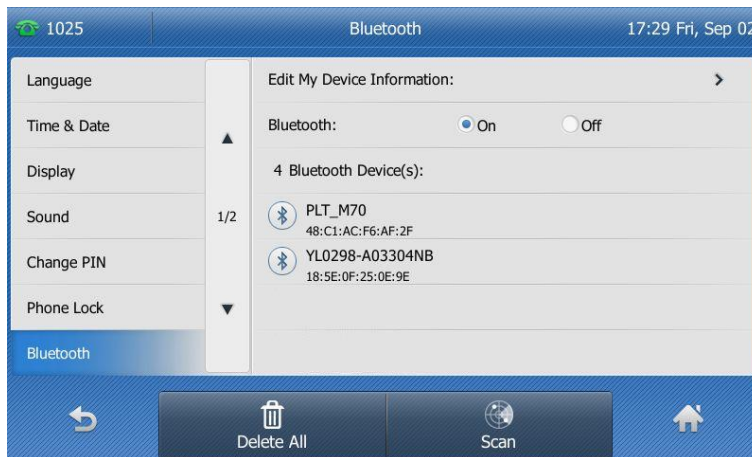 1025 Bluetooth 17:29 Fri, Sep 02
Language
Time & Date
Display
Sound
Change PIN
Phone Lock
Bluetooth
1/2
Edit My Device Information:
Bluetooth: On Off
4 Bluetooth Device(s):
PLT_M70
48:C1:AC:F6:AF:2F
YL0298-A03304NB
18:5E:0F:25:0E:9E
Delete All
Scan